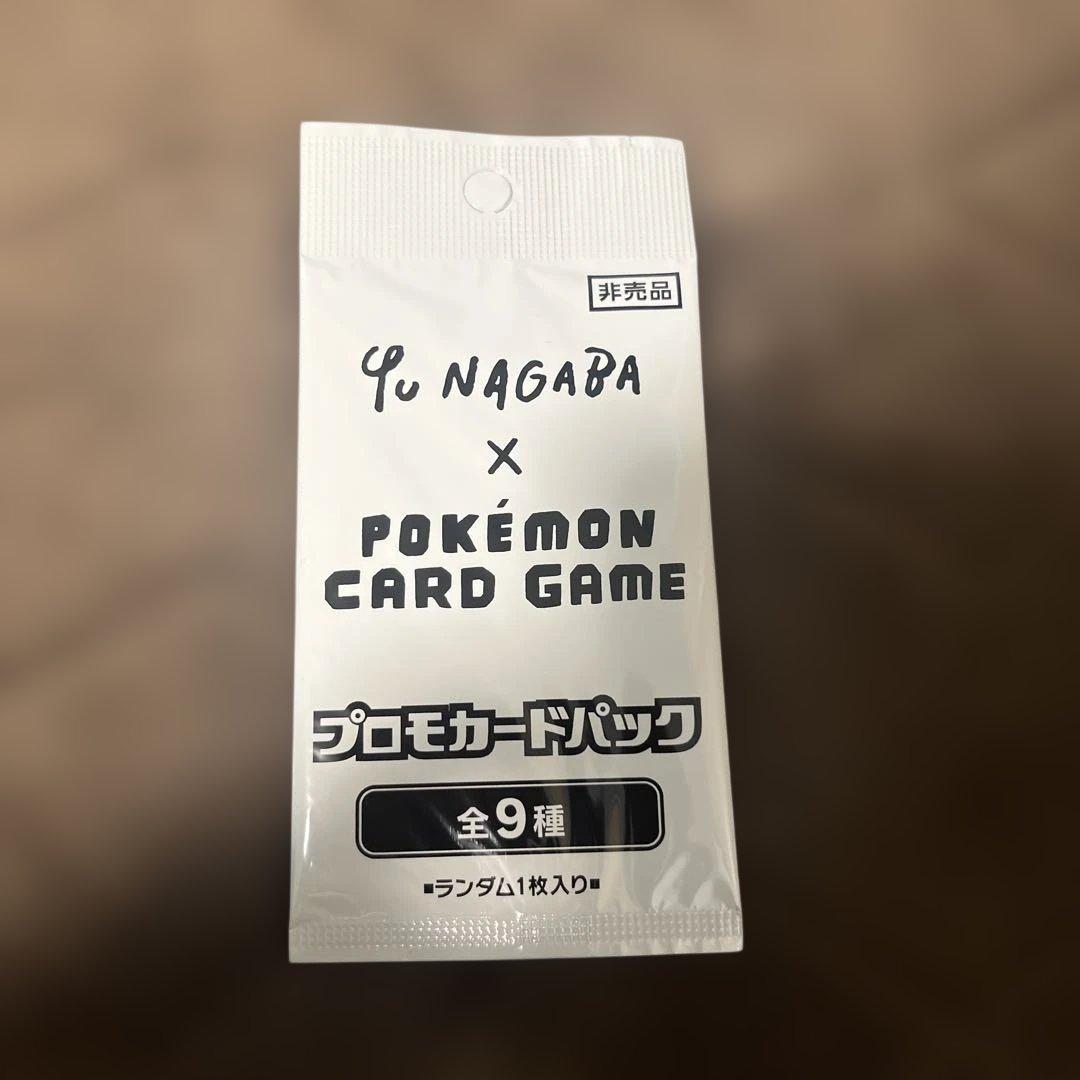 非売品
Yu NAGABA
×
POKÉMON
CARD GAME
プロモカードパック
全9種
■ランダム1枚入り■